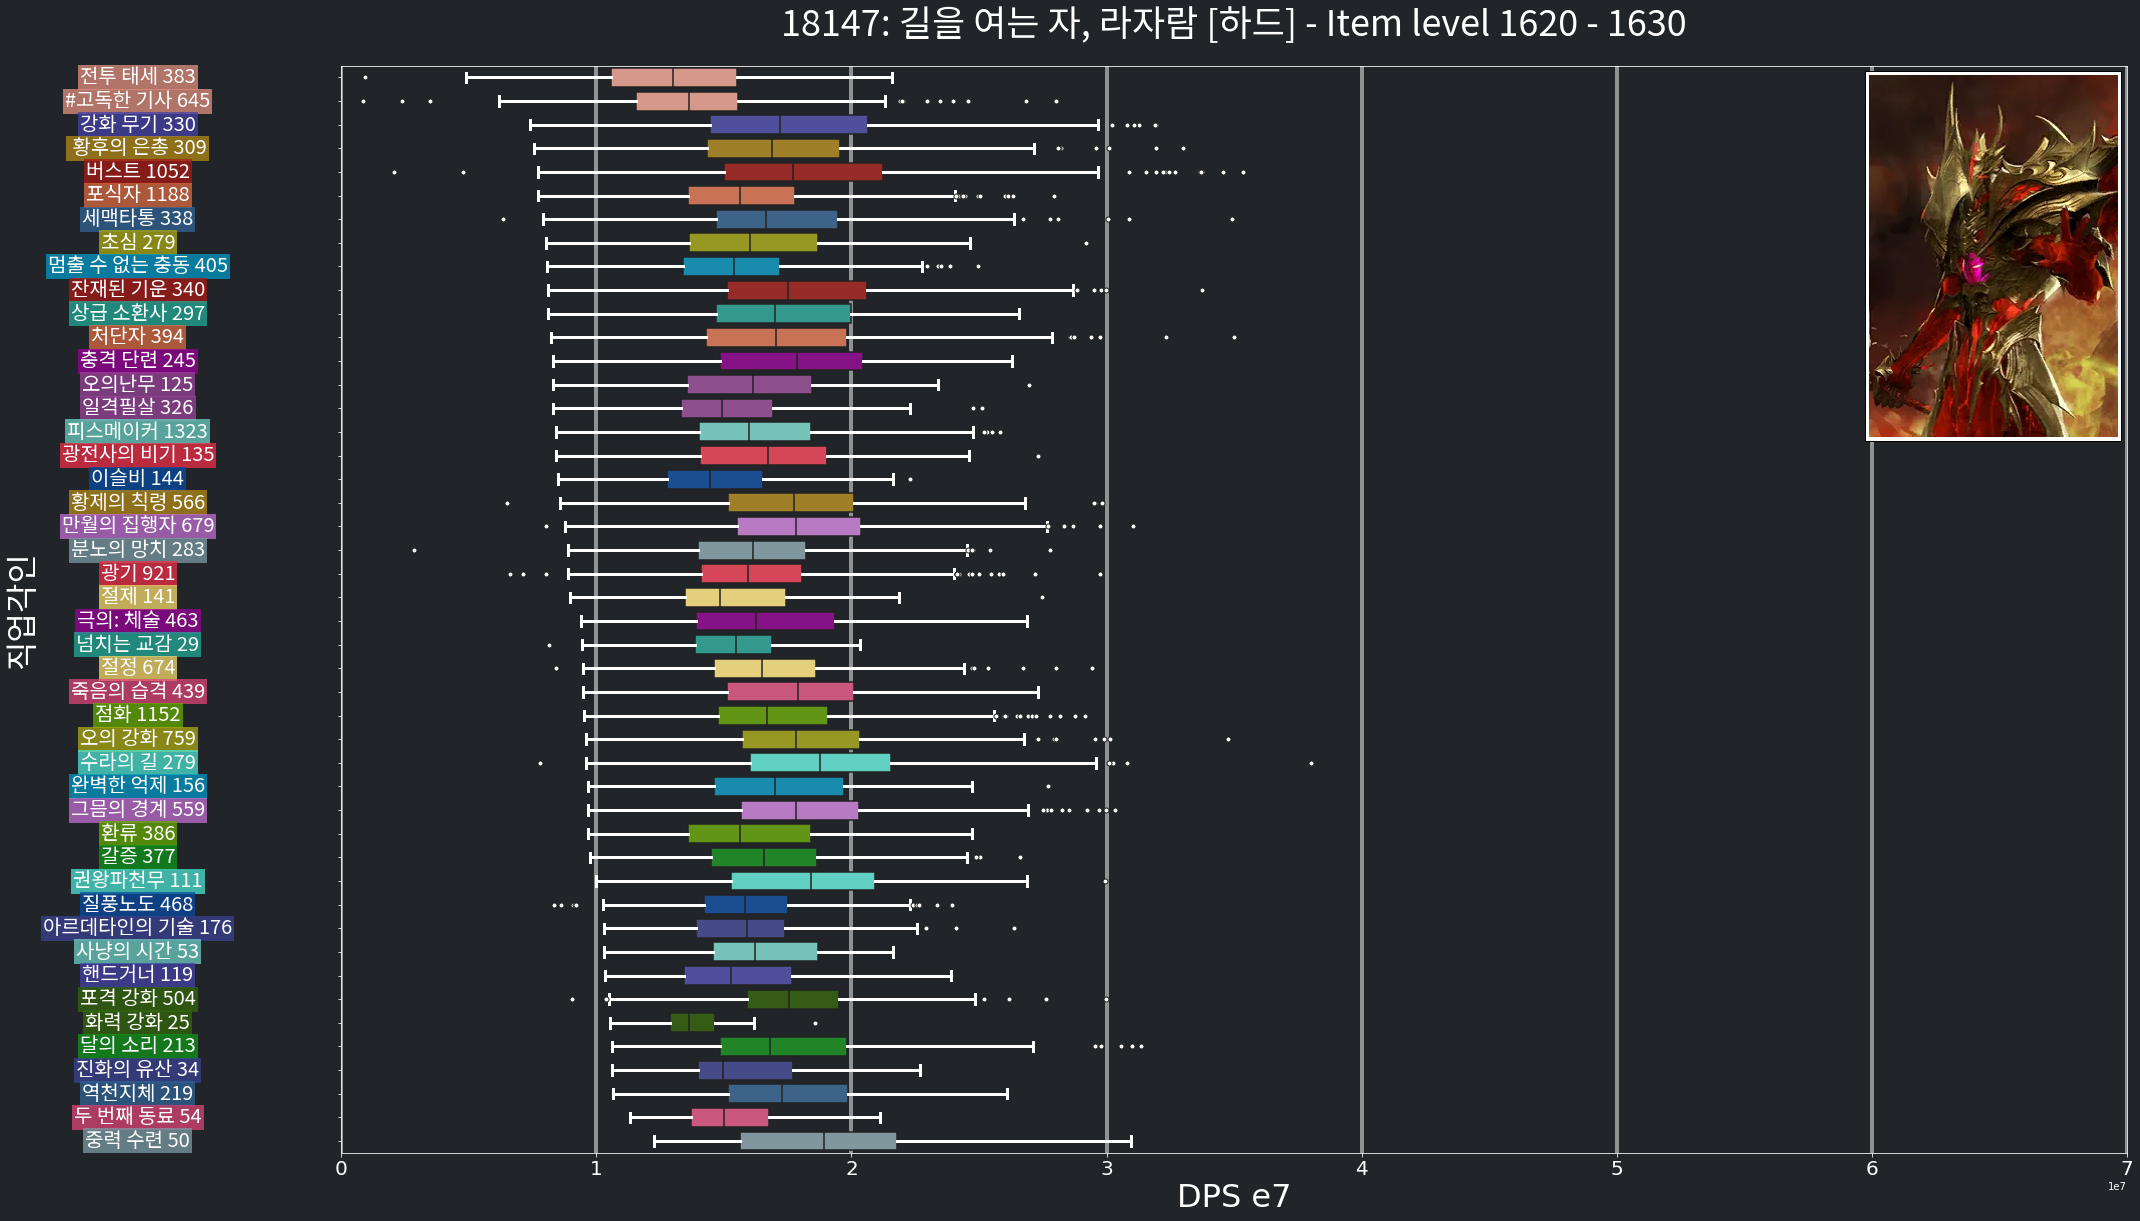 18147: 길을 여는 자, 라자람 [하드] - Item level 1620 - 1630
전투 태세 383
#고독한 기사 645
강화 무기 330
황후의 은총 309
버스트 1052
포식자 1188
세맥타통 338
초심 279
멈출 수 없는 충동 405
잔재된 기운 340
상급 소환사 297
처단자 394
충격 단련 245
오의난무 125
일격필살 326
피스메이커 1323
광전사의 비기 135
이슬비 144
황제의 칙령 566
만월의 집행자 679
분노의 망치 283
광기 921
절제 141
극의: 체술 463
넘치는 교감 29
절정 674
죽음의 습격 439
점화 1152
오의 강화 759
수라의 길 279
완벽한 억제 156
그믐의 경계 559
환류 386
갈증 377
권왕파천무 111
질풍노도 468
아르데타인의 기술 176
사냥의 시간 53
핸드거너 119
포격 강화 504
화력 강화 25
달의 소리 213
진화의 유산 34
역천지체 219
두 번째 동료 54
중력 수련 50
직업각인
0 1 2 3 4 5 6 7
1e7
DPS e7